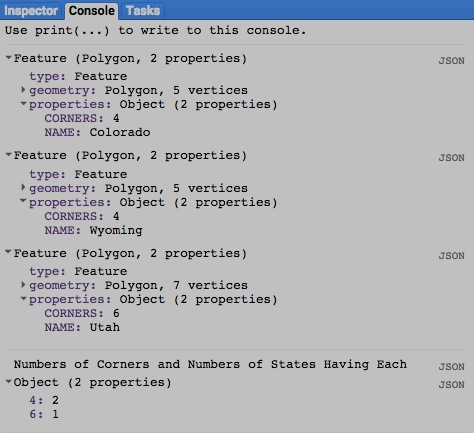 Inspector Console Tasks
Use print(...) to write to this console.
Feature (Polygon, 2 properties) JSON
type: Feature
geometry: Polygon, 5 vertices
properties: Object (2 properties)
CORNERS: 4
NAME: Colorado
Feature (Polygon, 2 properties) JSON
type: Feature
geometry: Polygon, 5 vertices
properties: Object (2 properties)
CORNERS: 4
NAME: Wyoming
Feature (Polygon, 2 properties) JSON
type: Feature
geometry: Polygon, 7 vertices
properties: Object (2 properties)
CORNERS: 6
NAME: Utah
Numbers of Corners and Numbers of States Having Each JSON
Object (2 properties) JSON
4: 2
6: 1